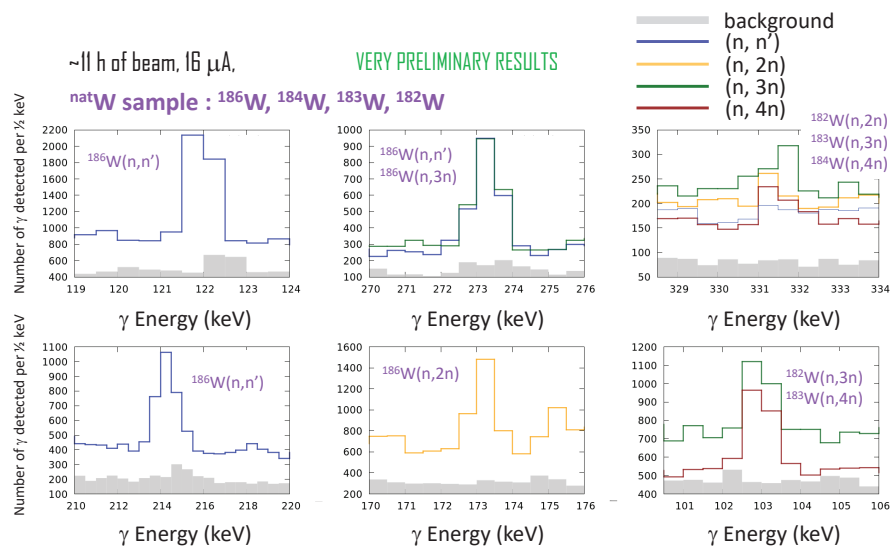 background
(n, n’)
(n, 2n)
(n, 3n)
(n, 4n)
~11 h of beam, 16 μA,
VERY PRELIMINARY RESULTS
natW sample : 186W, 184W, 183W, 182W
Number of γ detected per ½ keV
2200
2000
1800
1600
1400
1200
1000
800
600
400
186W(n,n’)
119 120 121 122 123 124
γ Energy (keV)
1000
900
800
700
600
500
400
300
200
100
186W(n,n’)
186W(n,3n)
270 271 272 273 274 275 276
γ Energy (keV)
350
300
250
200
150
100
50
182W(n,2n)
183W(n,3n)
184W(n,4n)
329 330 331 332 333 334
γ Energy (keV)
Number of γ detected per ½ keV
1100
1000
900
800
700
600
500
400
300
200
100
186W(n,n’)
210 212 214 216 218 220
γ Energy (keV)
1600
1400
1200
1000
800
600
400
200
186W(n,2n)
170 171 172 173 174 175 176
γ Energy (keV)
1200
1100
1000
900
800
700
600
500
400
182W(n,3n)
183W(n,4n)
101 102 103 104 105 106
γ Energy (keV)